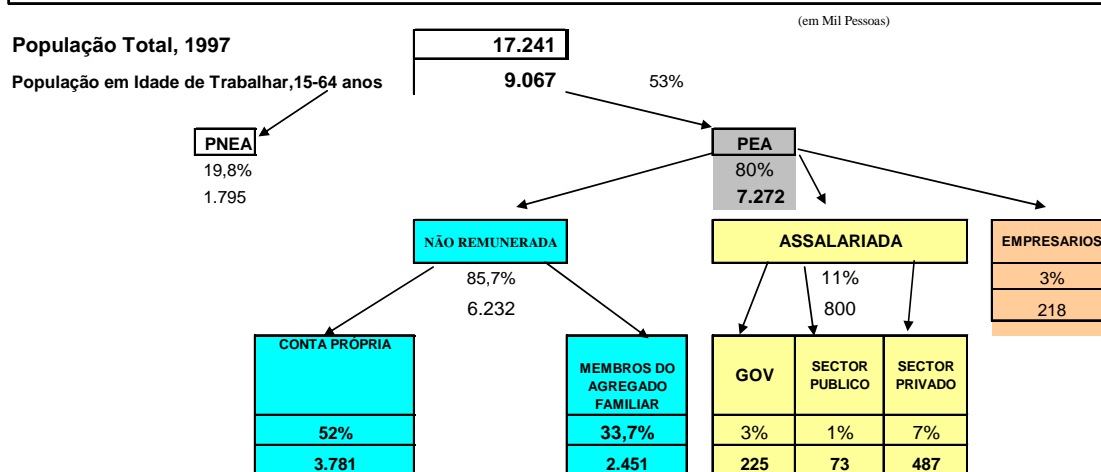 (em Mil Pessoas)
População Total, 1997 17.241
População em Idade de Trabalhar,15-64 anos 9.067 53%
PNEA PEA
19,8% 80%
1.795 7.272
NÃO REMUNERADA ASSALARIADA EMPRESARIOS
85,7% 11% 3%
6.232 800 218
CONTA PRÓPRIA
MEMBROS DO
AGREGADO
FAMILIAR
GOV
SECTOR
PUBLICO
SECTOR
PRIVADO
52% 33,7% 3% 1% 7%
3.781 2.451 225 73 487